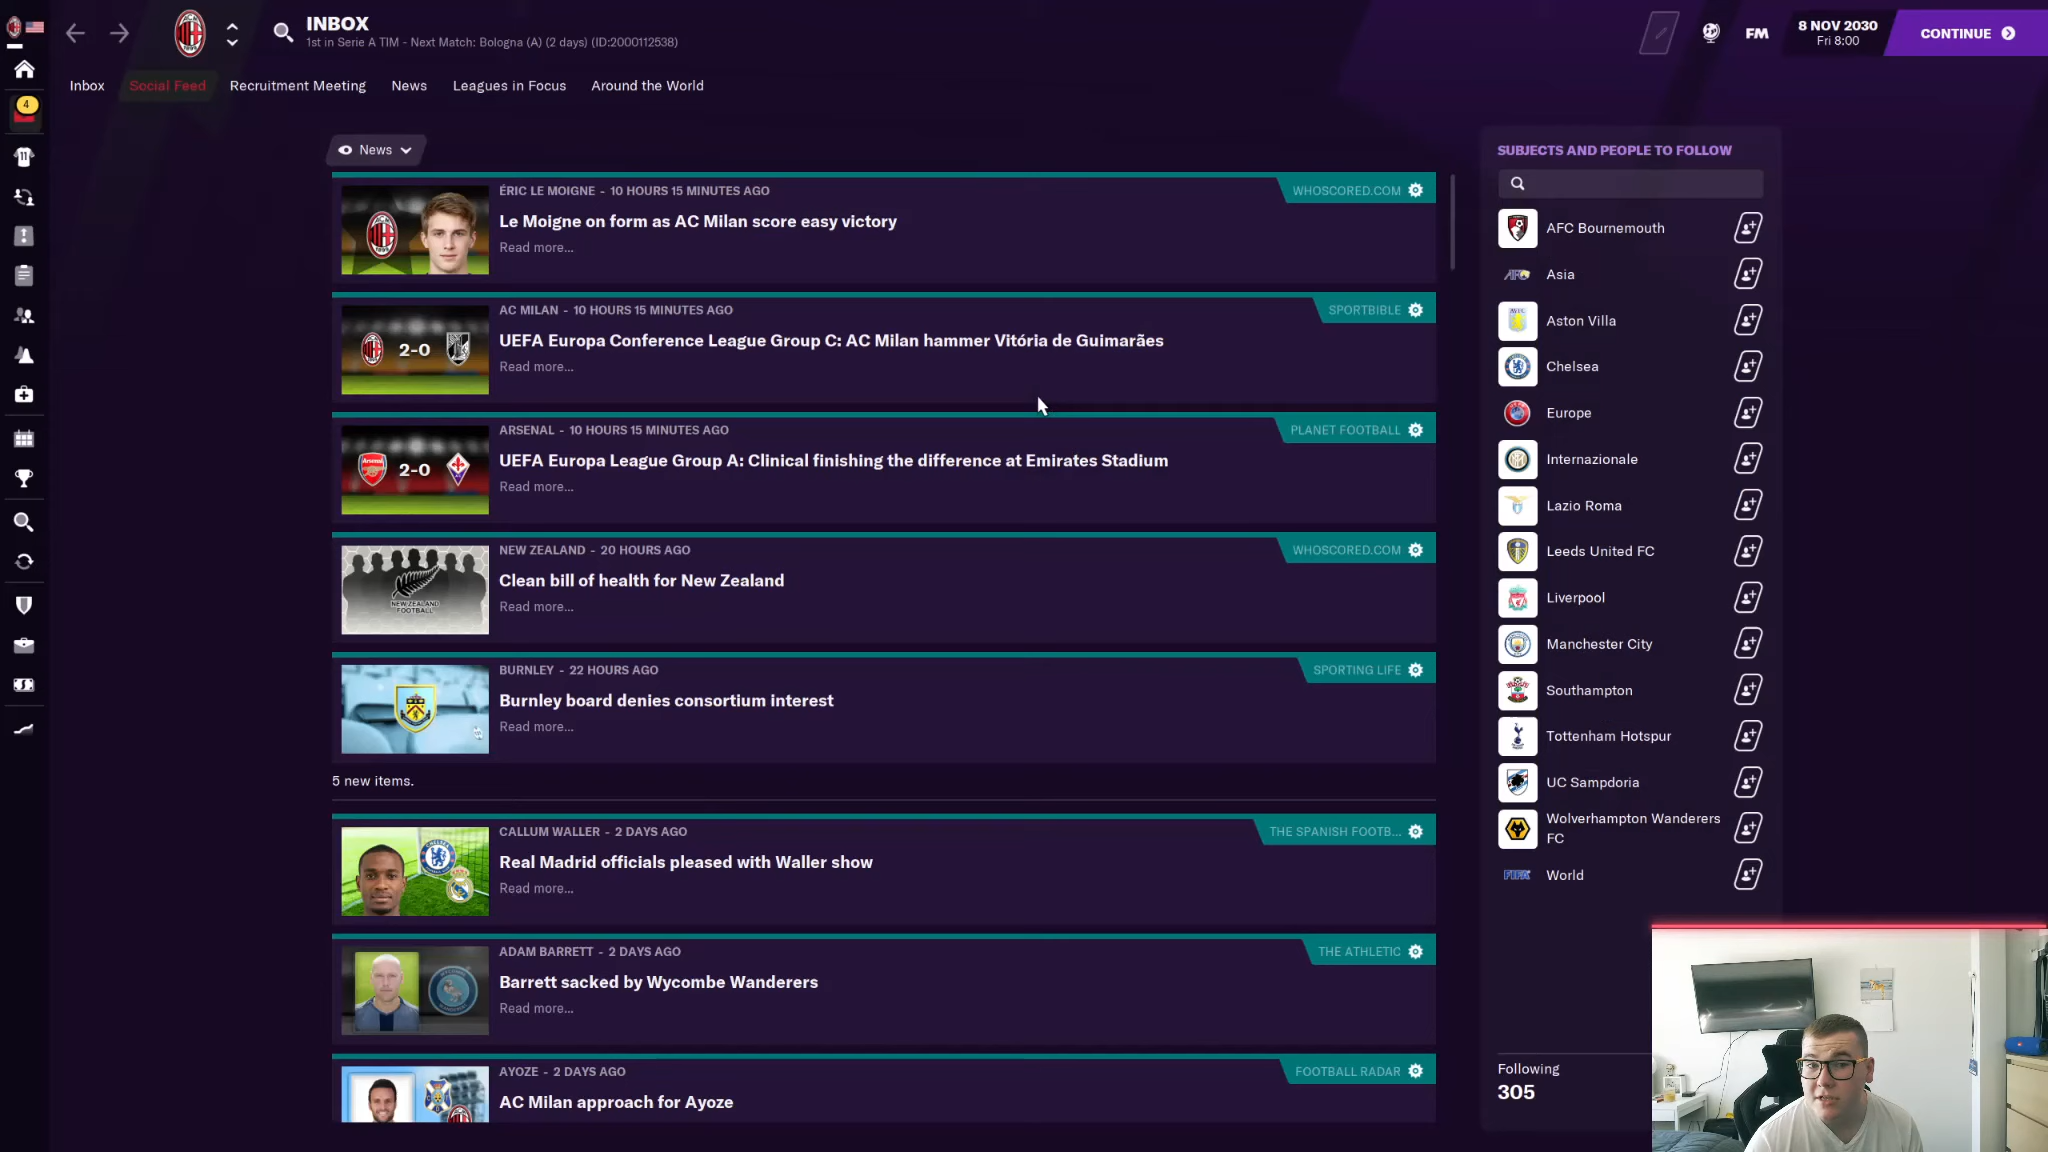 INBOX
1st in Serie A TIM - Next Match: Bologna (A) (2 days) (ID:2000112538)
FM
8 NOV 2030
Fri 8:00
CONTINUE
4
Inbox
Social Feed
Recruitment Meeting
News
Leagues in Focus
Around the World
News
ÉRIC LE MOIGNE - 10 HOURS 15 MINUTES AGO
WHOSCORED.COM
Le Moigne on form as AC Milan score easy victory
Read more...
AC MILAN - 10 HOURS 15 MINUTES AGO
SPORTBIBLE
2-0
UEFA Europa Conference League Group C: AC Milan hammer Vitória de Guimarães
Read more...
ARSENAL - 10 HOURS 15 MINUTES AGO
PLANET FOOTBALL
2-0
UEFA Europa League Group A: Clinical finishing the difference at Emirates Stadium
Read more...
NEW ZEALAND - 20 HOURS AGO
WHOSCORED.COM
Clean bill of health for New Zealand
Read more...
NEW ZEALAND
FOOTBALL
BURNLEY - 22 HOURS AGO
SPORTING LIFE
Burnley board denies consortium interest
Read more...
5 new items.
CALLUM WALLER - 2 DAYS AGO
THE SPANISH FOOTB...
Real Madrid officials pleased with Waller show
Read more...
ADAM BARRETT - 2 DAYS AGO
THE ATHLETIC
Barrett sacked by Wycombe Wanderers
Read more...
AYOZE - 2 DAYS AGO
FOOTBALL RADAR
AC Milan approach for Ayoze
SUBJECTS AND PEOPLE TO FOLLOW
AFC Bournemouth
Asia
Aston Villa
Chelsea
Europe
Internazionale
Lazio Roma
Leeds United FC
Liverpool
Manchester City
Southampton
Tottenham Hotspur
UC Sampdoria
Wolverhampton Wanderers
FC
FIFA
World
Following
305